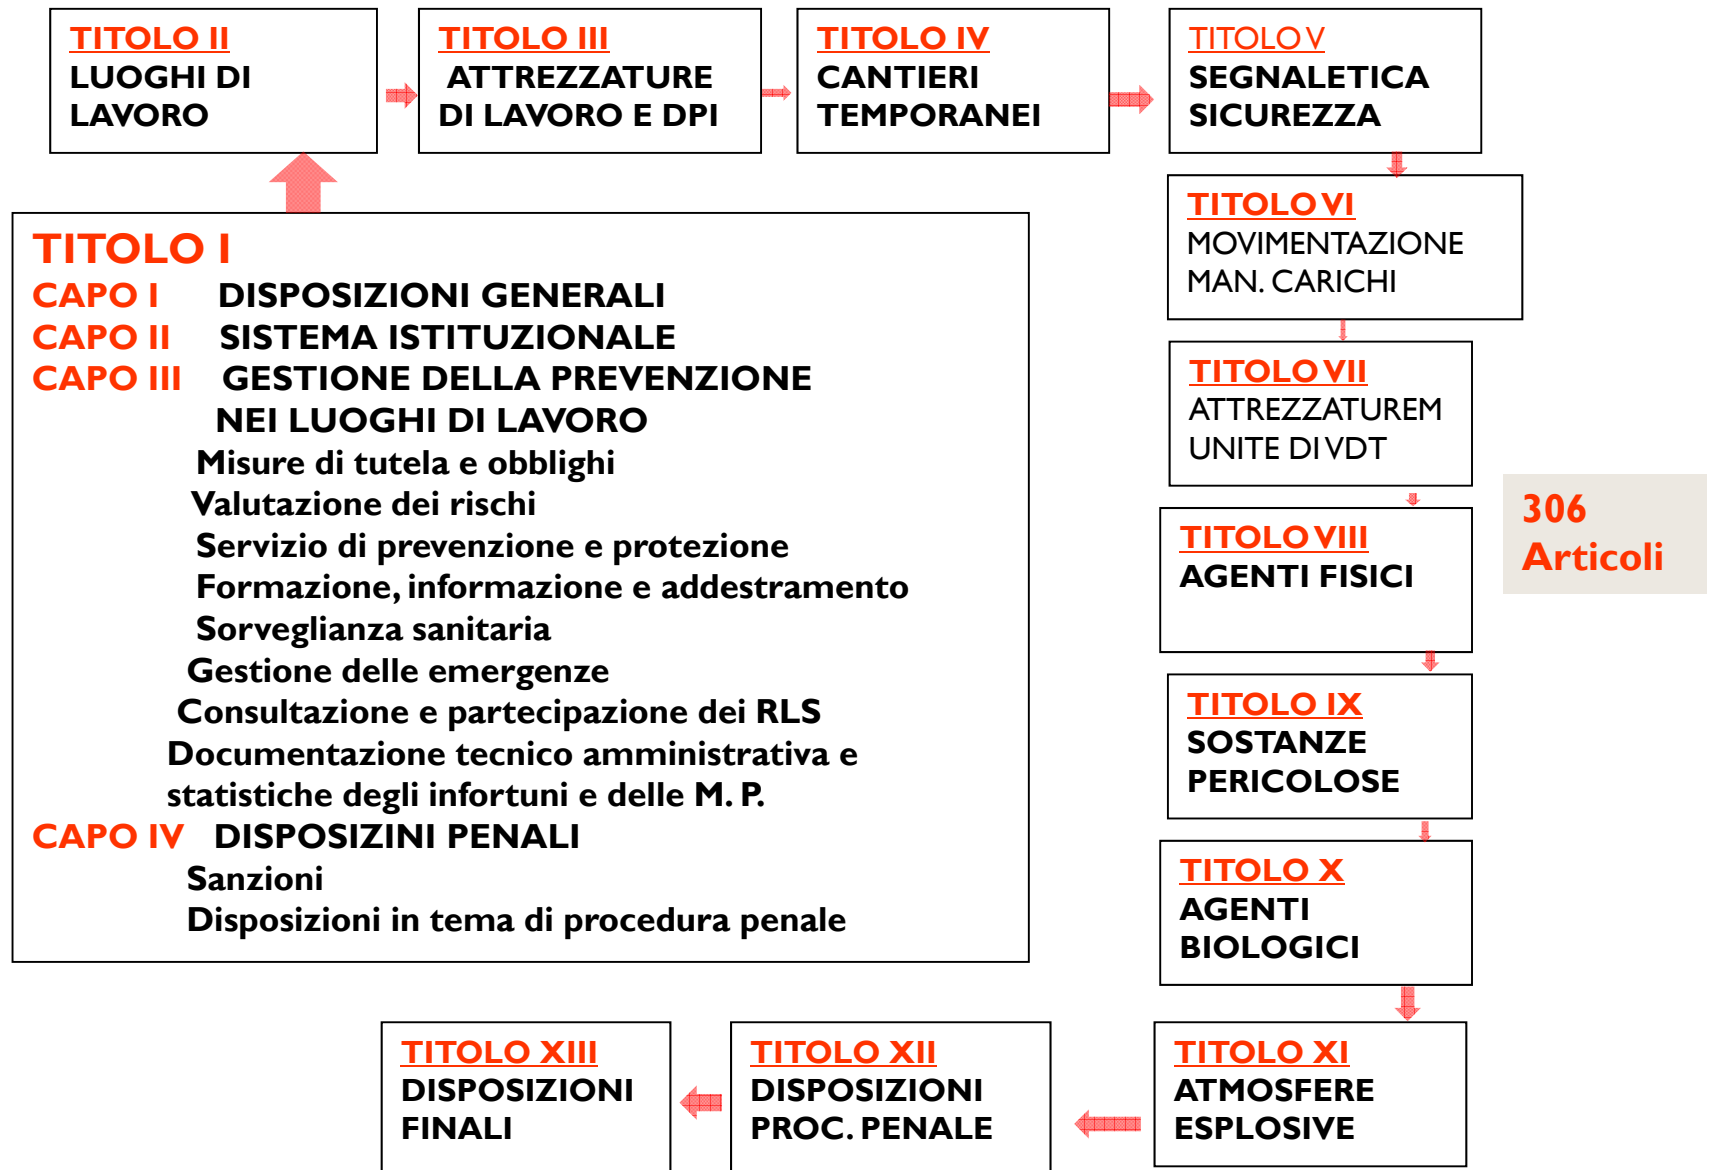 TITOLO I
CAPO I DISPOSIZIONI GENERALI
CAPO II SISTEMA ISTITUZIONALE
CAPO III GESTIONE DELLA PREVENZIONE
NEI LUOGHI DI LAVORO
Misure di tutela e obblighi
Valutazione dei rischi
Servizio di prevenzione e protezione
Formazione, informazione e addestramento
Sorveglianza sanitaria
Gestione delle emergenze
Consultazione e partecipazione dei RLS
Documentazione tecnico amministrativa e
statistiche degli infortuni e delle M. P.
CAPO IV DISPOSIZINI PENALI
Sanzioni
Disposizioni in tema di procedura penale
TITOLO II
LUOGHI DI
LAVORO
TITOLO III
ATTREZZATURE
DI LAVORO E DPI
TITOLO IV
CANTIERI
TEMPORANEI
TITOLO V
SEGNALETICA
SICUREZZA
TITOLO VI
MOVIMENTAZIONE
MAN. CARICHI
TITOLO VII
ATTREZZATUREM
UNITE DI VDT
TITOLO VIII
AGENTI FISICI
TITOLO IX
SOSTANZE
PERICOLOSE
TITOLO X
AGENTI
BIOLOGICI
TITOLO XI
ATMOSFERE
ESPLOSIVE
TITOLO XII
DISPOSIZIONI
PROC. PENALE
TITOLO XIII
DISPOSIZIONI
FINALI
306
Articoli